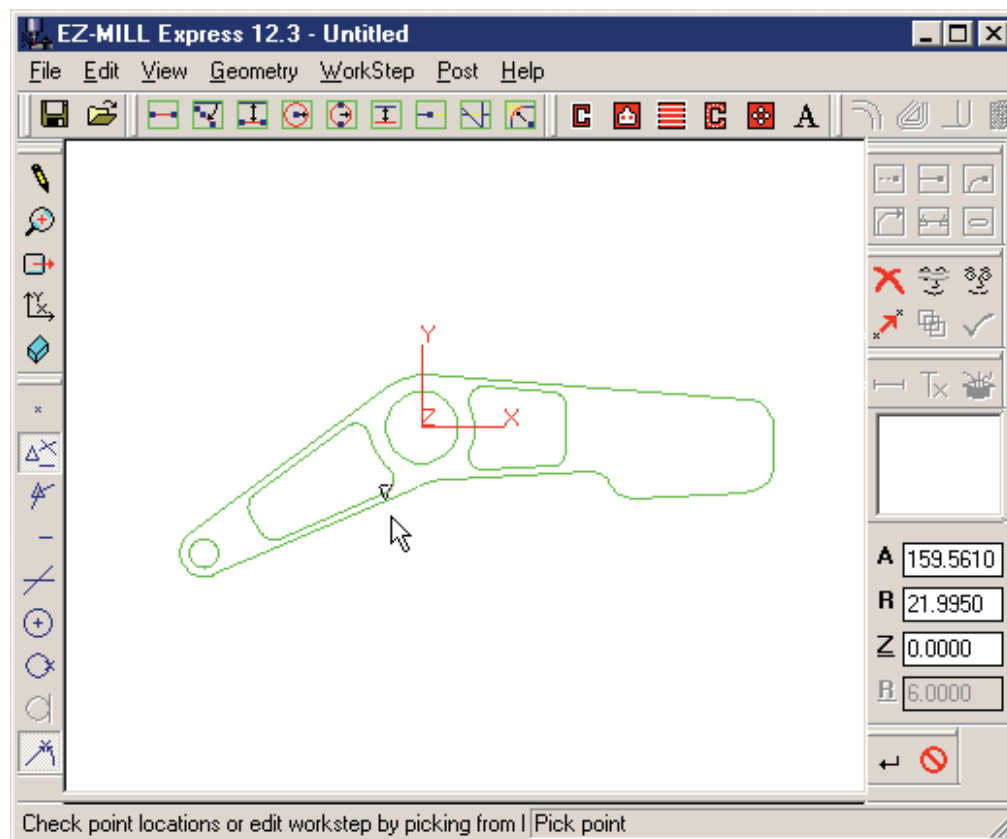 EZ-MILL Express 12.3 - Untitled
File Edit View Geometry WorkStep Post Help
C C A
Y
X
Tx
Y
Z X
A 159.5610
R 21.9950
Z 0.0000
R 6.0000
Check point locations or edit workstep by picking from l Pick point